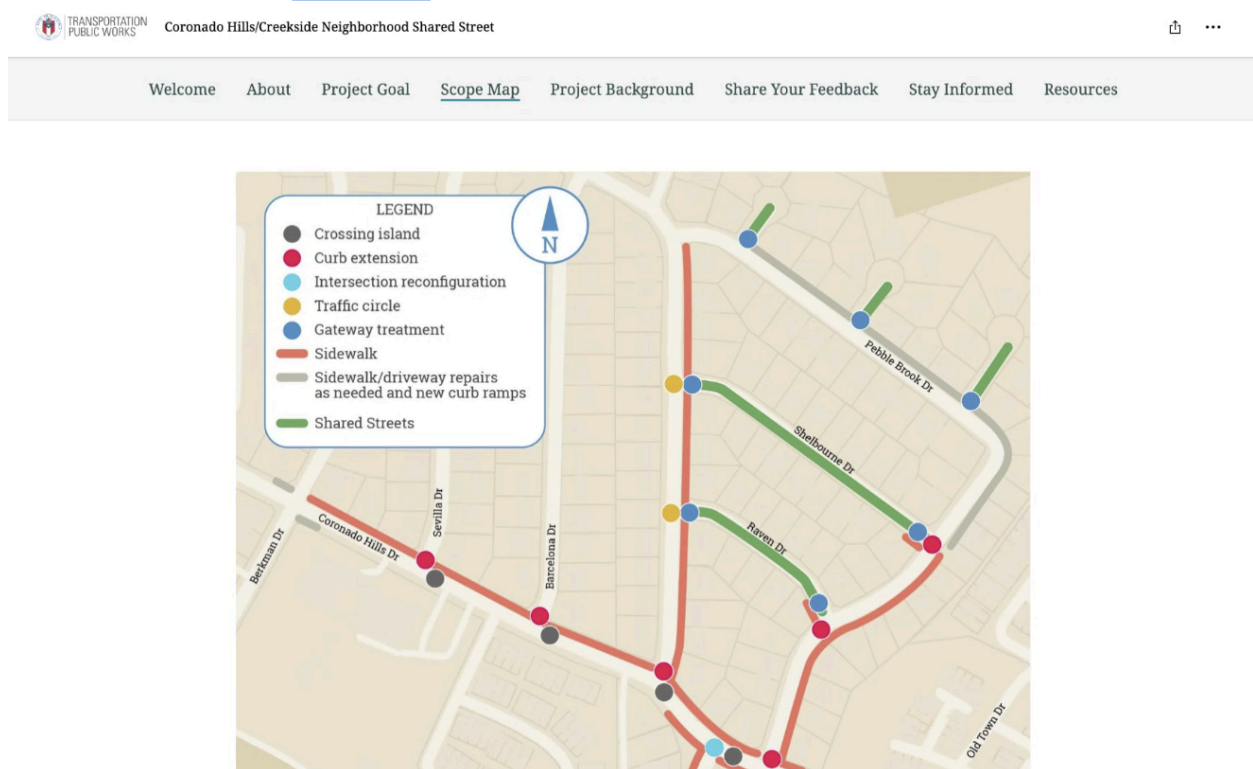 TRANSPORTATION
PUBLIC WORKS
Coronado Hills/Creekside Neighborhood Shared Street
Welcome About Project Goal Scope Map Project Background Share Your Feedback Stay Informed Resources
LEGEND
N
Crossing island
Curb extension
Intersection reconfiguration
Traffic circle
Gateway treatment
Sidewalk
Sidewalk/driveway repairs
as needed and new curb ramps
Shared Streets
Pebble Brook Dr
Shelbourne Dr
Raven Dr
Sevilla Dr
Coronado Hills Dr
Berkman Dr
Barcelona Dr
Old Town Dr